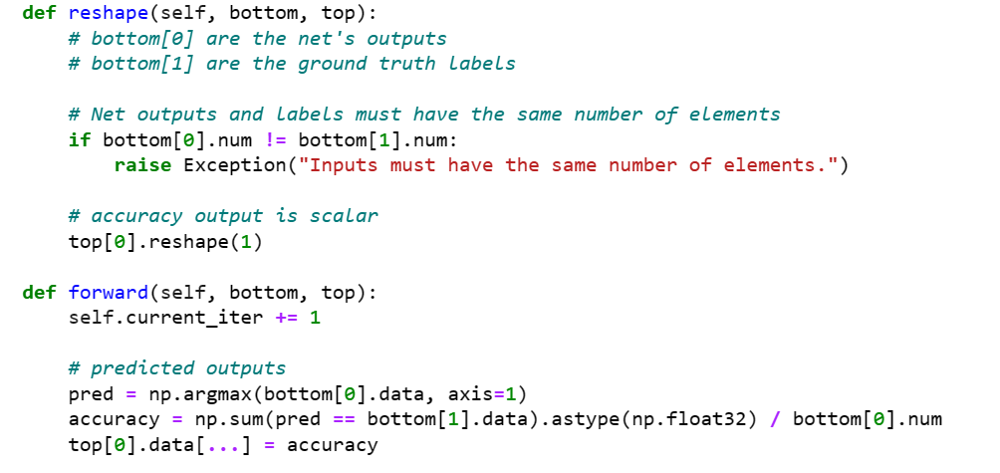 def reshape(self, bottom, top):
    # bottom[0] are the net's outputs
    # bottom[1] are the ground truth labels

    # Net outputs and labels must have the same number of elements
    if bottom[0].num != bottom[1].num:
        raise Exception("Inputs must have the same number of elements.")

    # accuracy output is scalar
    top[0].reshape(1)

def forward(self, bottom, top):
    self.current_iter += 1

    # predicted outputs
    pred = np.argmax(bottom[0].data, axis=1)
    accuracy = np.sum(pred == bottom[1].data).astype(np.float32) / bottom[0].num
    top[0].data[...] = accuracy